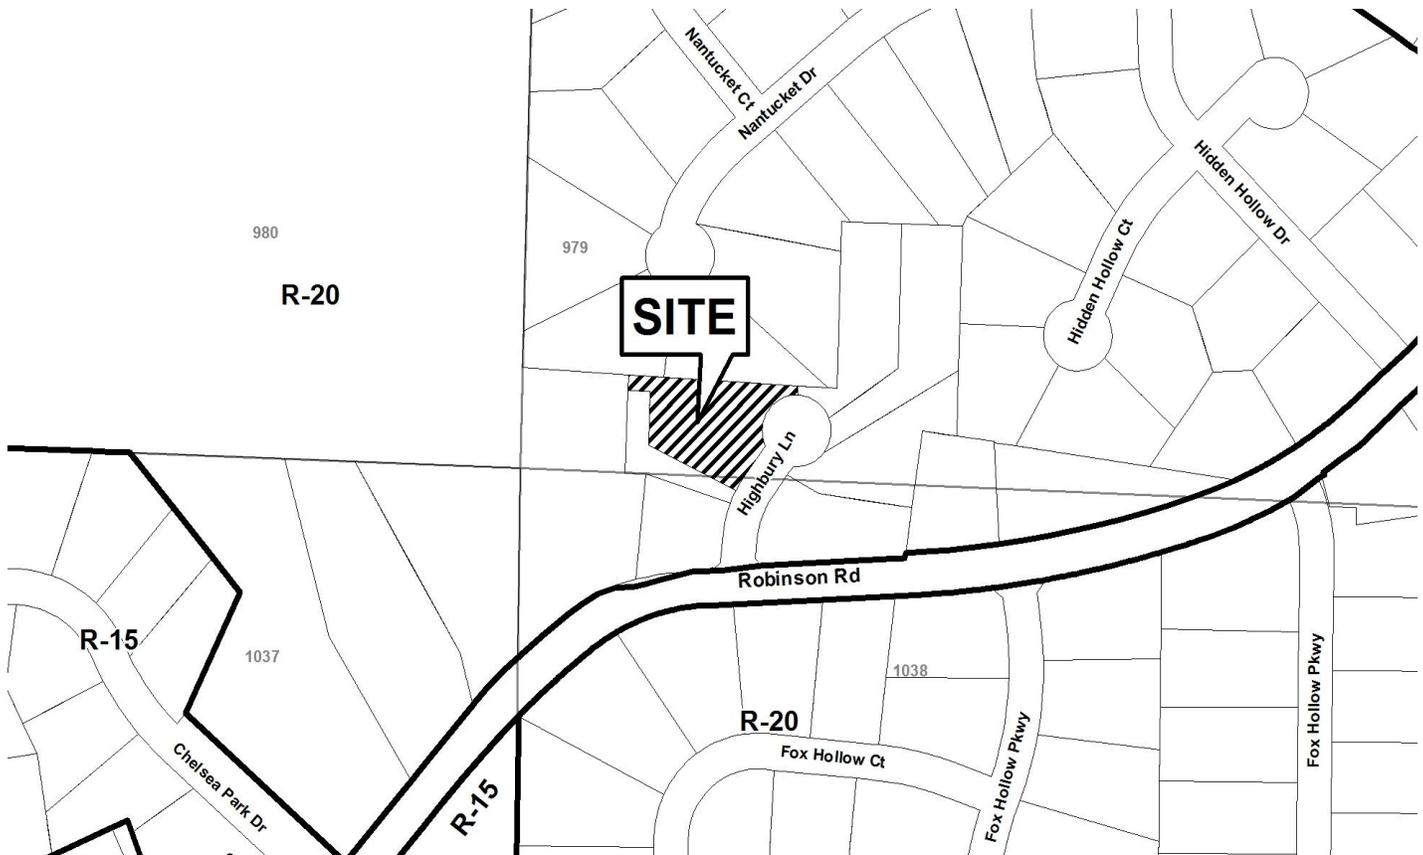 Nantucket Ct
Nantucket Dr
Hidden Hollow Dr
Hidden Hollow Ct
980
979
R-20
SITE
Highbury Ln
Robinson Rd
R-15
1037
1038
R-20
Fox Hollow Pkwy
Fox Hollow Ct
Fox Hollow Pkwy
Chelsea Park Dr
R-15